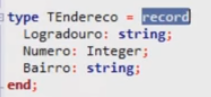 type TEndereco = record
Logradouro: string;
Numero: Integer;
Bairro: string;
end;